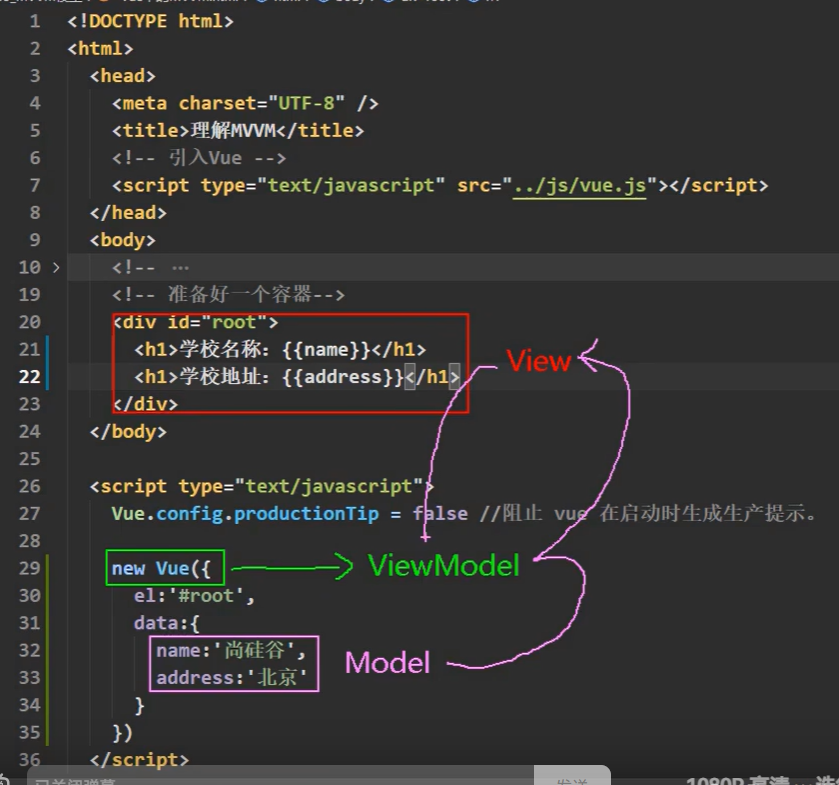 1 <!DOCTYPE html>
2 <html>
3 <head>
4 <meta charset="UTF-8" />
5 <title>理解MVVM</title>
6 <!-- 引入Vue -->
7 <script type="text/javascript" src="../js/vue.js"></script>
8 </head>
9 <body>
10 <!-- …
19 <!-- 准备好一个容器-->
20 <div id="root">
21 <h1>学校名称：{{name}}</h1>
22 <h1>学校地址：{{address}}</h1>
View
23 </div>
24 </body>
25
26 <script type="text/javascript">
27 Vue.config.productionTip = false //阻止 vue 在启动时生成生产提示。
28
29 new Vue({
ViewModel
30 el:'#root',
31 data:{
32 name:'尚硅谷',
33 address:'北京'
Model
34 }
35 })
36 </script>